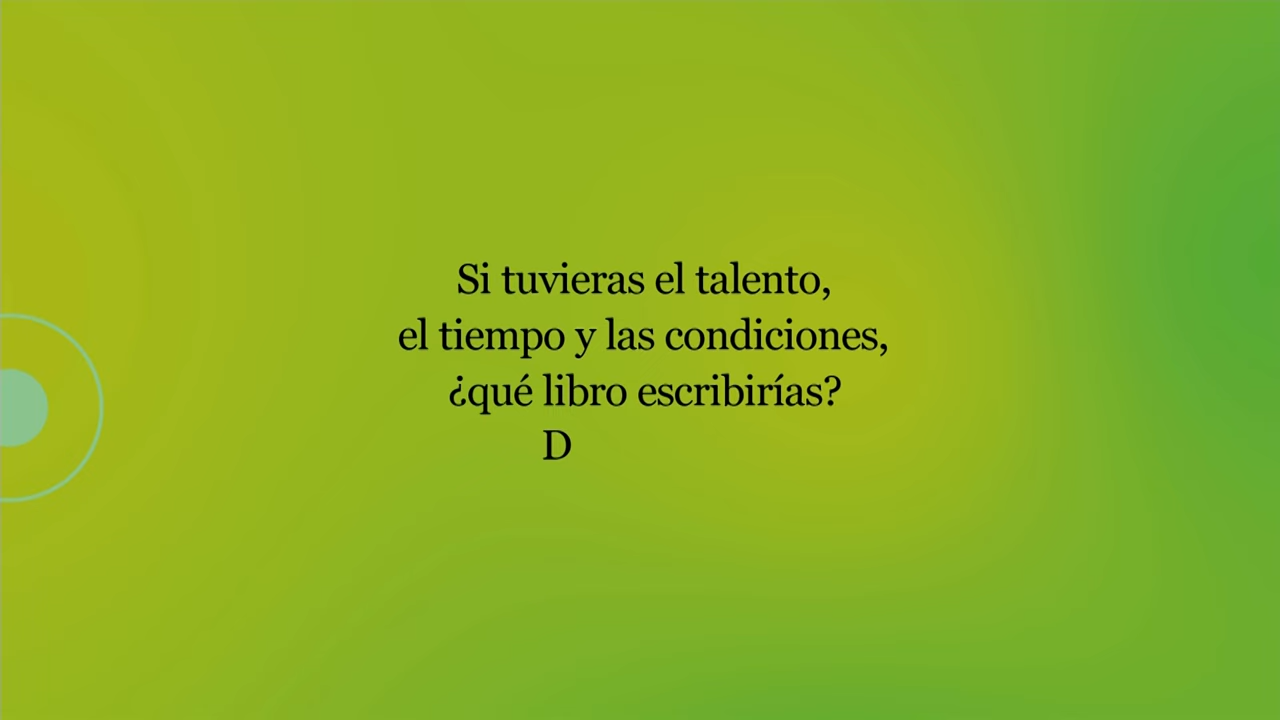 Si tuvieras el talento,
el tiempo y las condiciones,
¿qué libro escribirías?
D